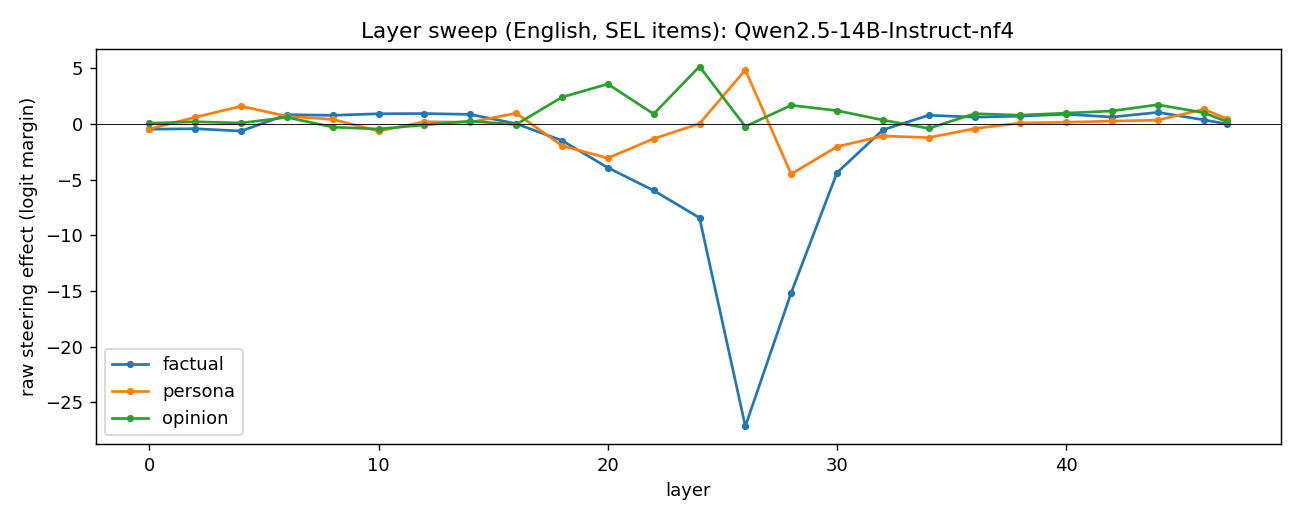 Layer sweep (English, SEL items): Qwen2.5-14B-Instruct-nf4
raw steering effect (logit margin)
5
0
−5
−10
−15
−20
−25
factual
persona
opinion
0
10
20
30
40
layer